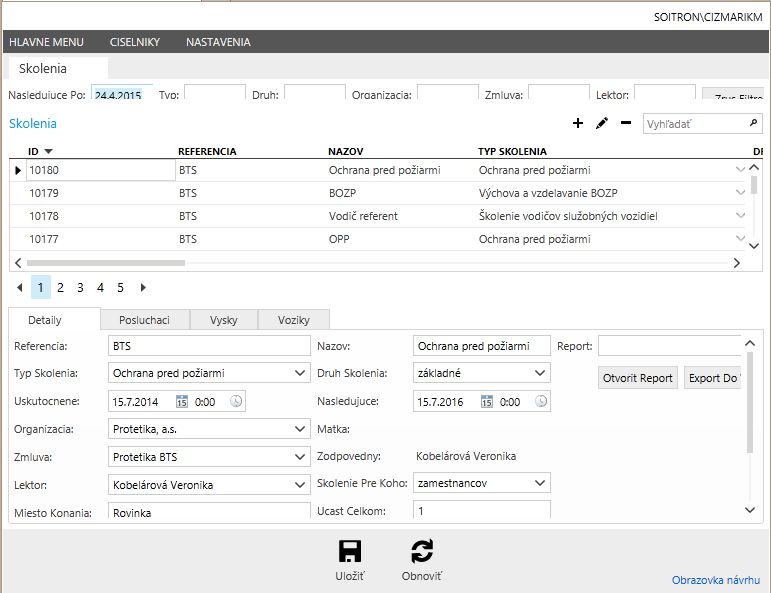 SOITRON\CIZMARIKM
HLAVNE MENU CISELNIKY NASTAVENIA
Skolenia
Nasledujuce Po: 24.4.2015 Typ: Druh: Organizacia: Zmluva: Lektor: Zrus Filtre
Skolenia Vyhľadať
ID REFERENCIA NAZOV TYP SKOLENIA DR
10180 BTS Ochrana pred požiarmi Ochrana pred požiarmi
10179 BTS BOZP Výchova a vzdelavanie BOZP
10178 BTS Vodič referent Školenie vodičov služobných vozidiel
10177 BTS OPP Ochrana pred požiarmi
1 2 3 4 5
Detaily Posluchaci Vysky Voziky
Referencia: BTS Nazov: Ochrana pred požiarmi Report:
Typ Skolenia: Ochrana pred požiarmi Druh Skolenia: základné Otvorit Report Export Do
Uskutocnene: 15.7.2014 15 0:00 Nasledujuce: 15.7.2016 15 0:00
Organizacia: Protetika, a.s. Matka:
Zmluva: Protetika BTS Zodpovedny: Kobelárová Veronika
Lektor: Kobelárová Veronika Skolenie Pre Koho: zamestnancov
Miesto Konania: Rovinka Ucast Celkom: 1
Uložiť Obnoviť
Obrazovka návrhu